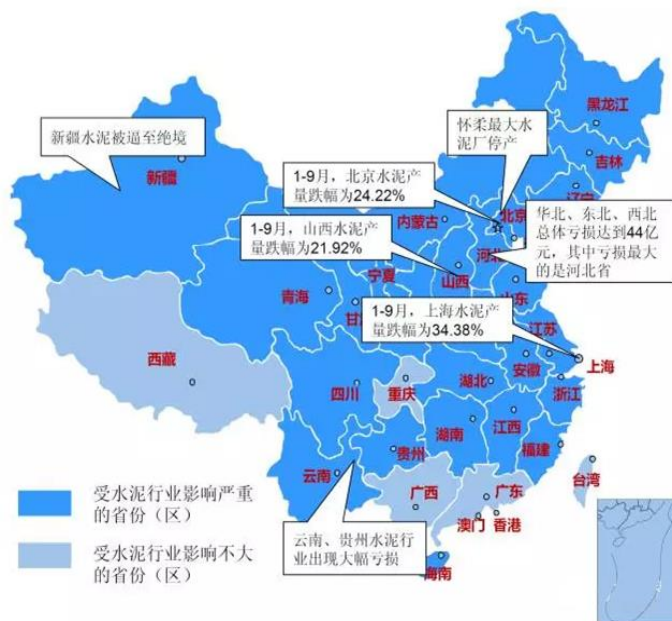 黑龙江
怀柔最大水
泥厂停产
新疆水泥被逼至绝境
吉林
新疆
1-9月，北京水泥产
量跌幅为24.22%
辽宁
北京
内蒙古
1-9月，山西水泥产
量跌幅为21.92%
华北、东北、西北
总体亏损达到44亿
元，其中亏损最大
的是河北省
河北
宁夏
山西
山东
青海
甘
1-9月，上海水泥产
量跌幅为34.38%
江苏
西藏
安徽
上海
四川
重庆
湖北
浙江
湖南
江西
贵州
福建
云南
广西
广东
台湾
受水泥行业影响严重
的省份（区）
澳门
香港
云南、贵州水泥行
业出现大幅亏损
受水泥行业影响不大
的省份（区）
海南